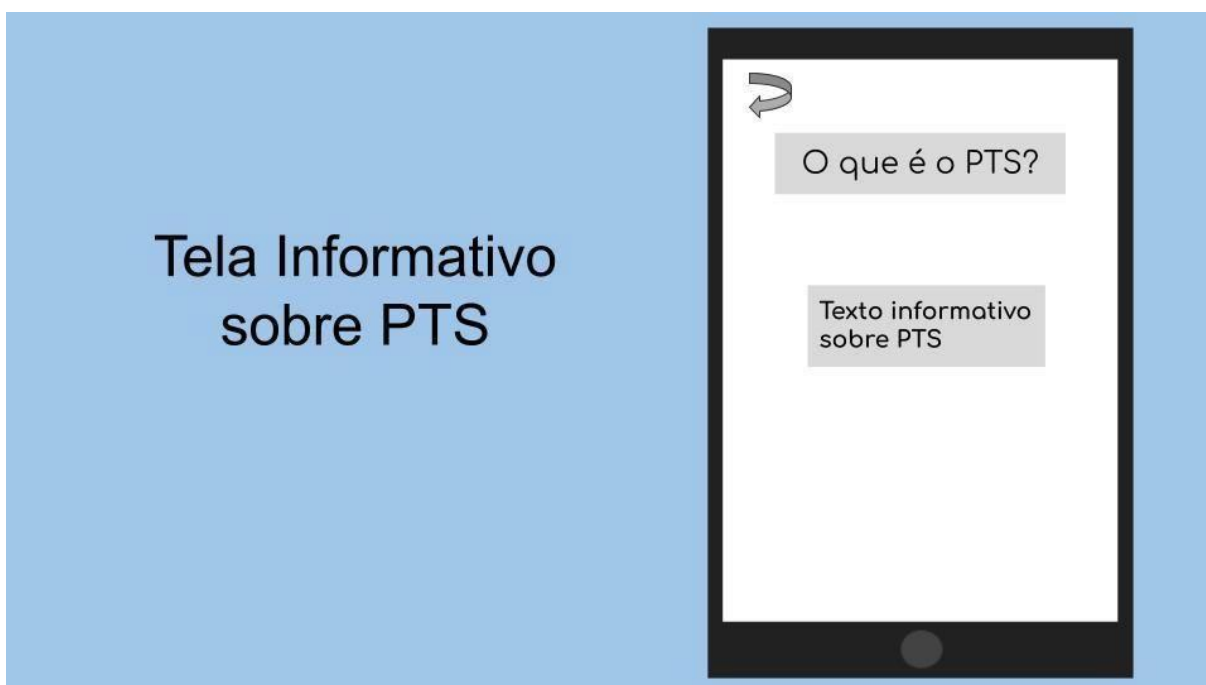 Tela Informativo
sobre PTS
O que é o PTS?
Texto informativo
sobre PTS